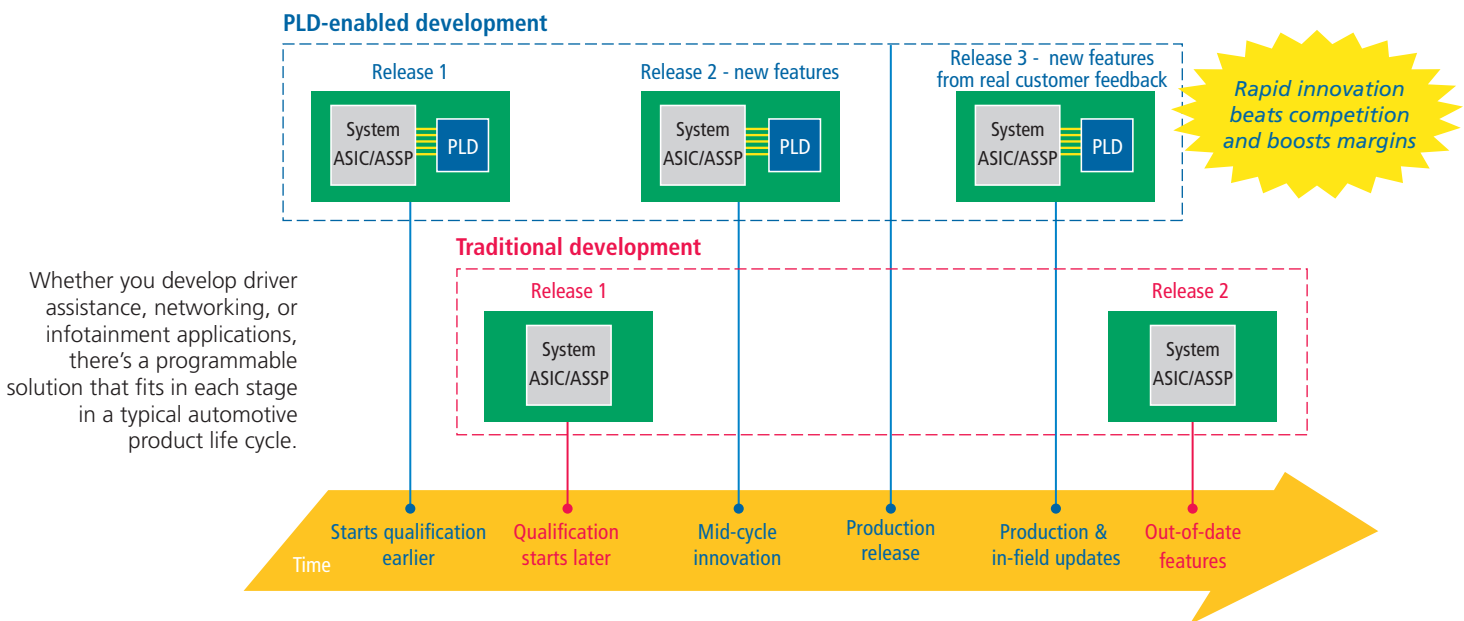 PLD-enabled development
Release 1
System
ASIC/ASSP
PLD
Release 2 - new features
System
ASIC/ASSP
PLD
Release 3 - new features
from real customer feedback
System
ASIC/ASSP
PLD
Rapid innovation
beats competition
and boosts margins
Traditional development
Release 1
System
ASIC/ASSP
Release 2
System
ASIC/ASSP
Whether you develop driver
assistance, networking, or
infotainment applications,
there's a programmable
solution that fits in each stage
in a typical automotive
product life cycle.
Time
Starts qualification
earlier
Qualification
starts later
Mid-cycle
innovation
Production
release
Production &
in-field updates
Out-of-date
features